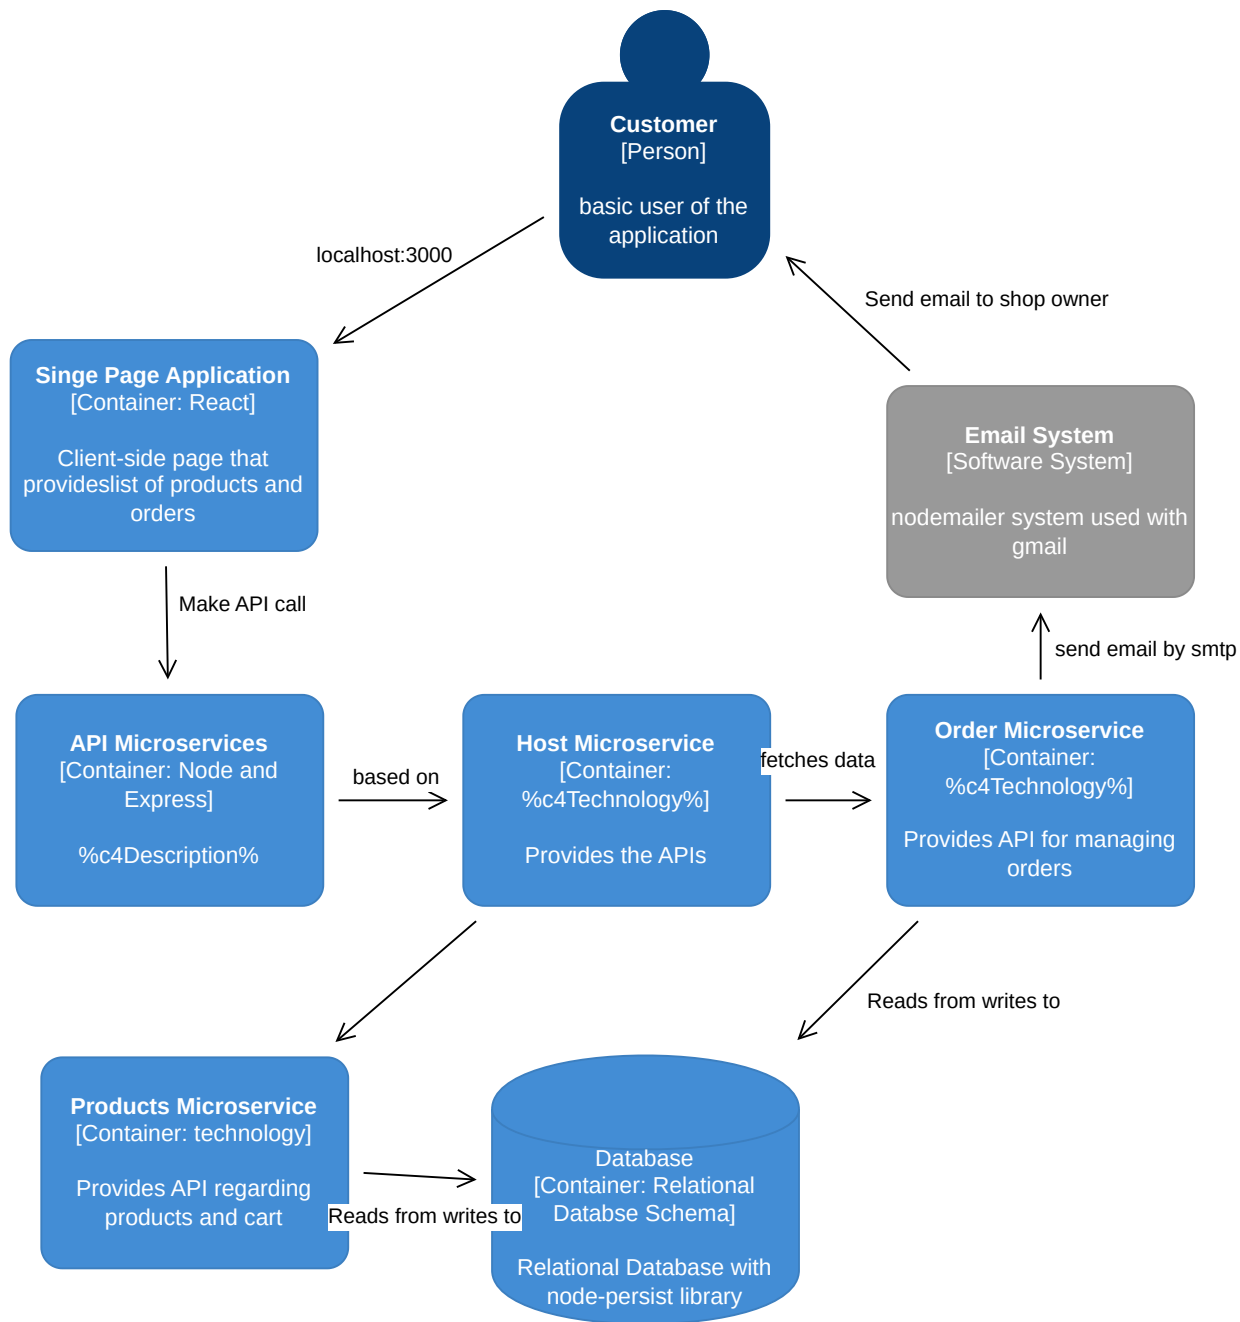 Customer
[Person]
basic user of the
application
localhost:3000
Send email to shop owner
Singe Page Application
[Container: React]
Client-side page that
provideslist of products and
orders
Email System
[Software System]
nodemailer system used with
gmail
Make API call
send email by smtp
API Microservices
[Container: Node and
Express]
%c4Description%
based on
Host Microservice
[Container:
%c4Technology%]
Provides the APIs
fetches data
Order Microservice
[Container:
%c4Technology%]
Provides API for managing
orders
Reads from writes to
Products Microservice
[Container: technology]
Provides API regarding
products and cart
Reads from writes to
Database
[Container: Relational
Databse Schema]
Relational Database with
node-persist library